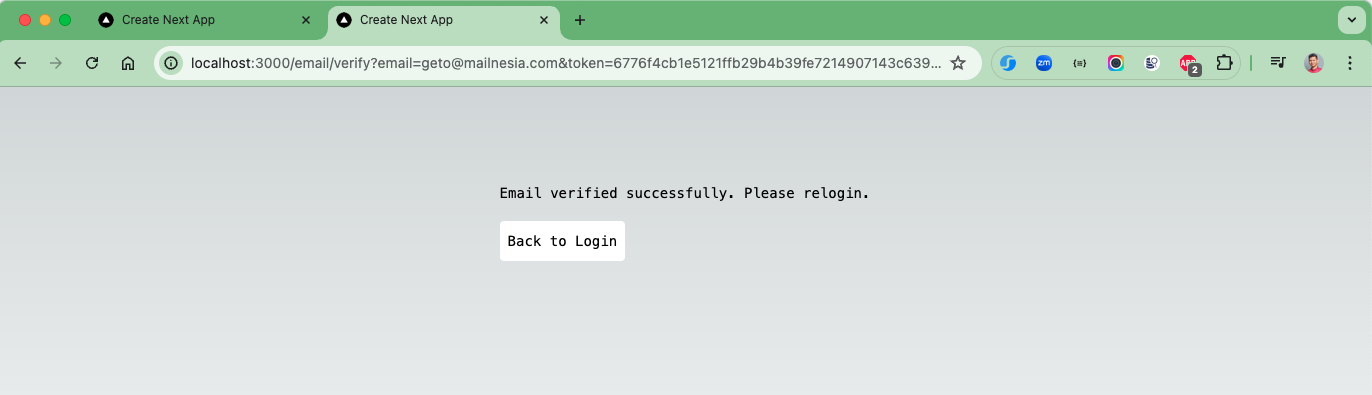 Create Next App
Create Next App
localhost:3000/email/verify?email=geto@mailnesia.com&token=6776f4cb1e5121ffb29b4b39fe7214907143c639...
zm
ABP
2
Email verified successfully. Please relogin.
Back to Login